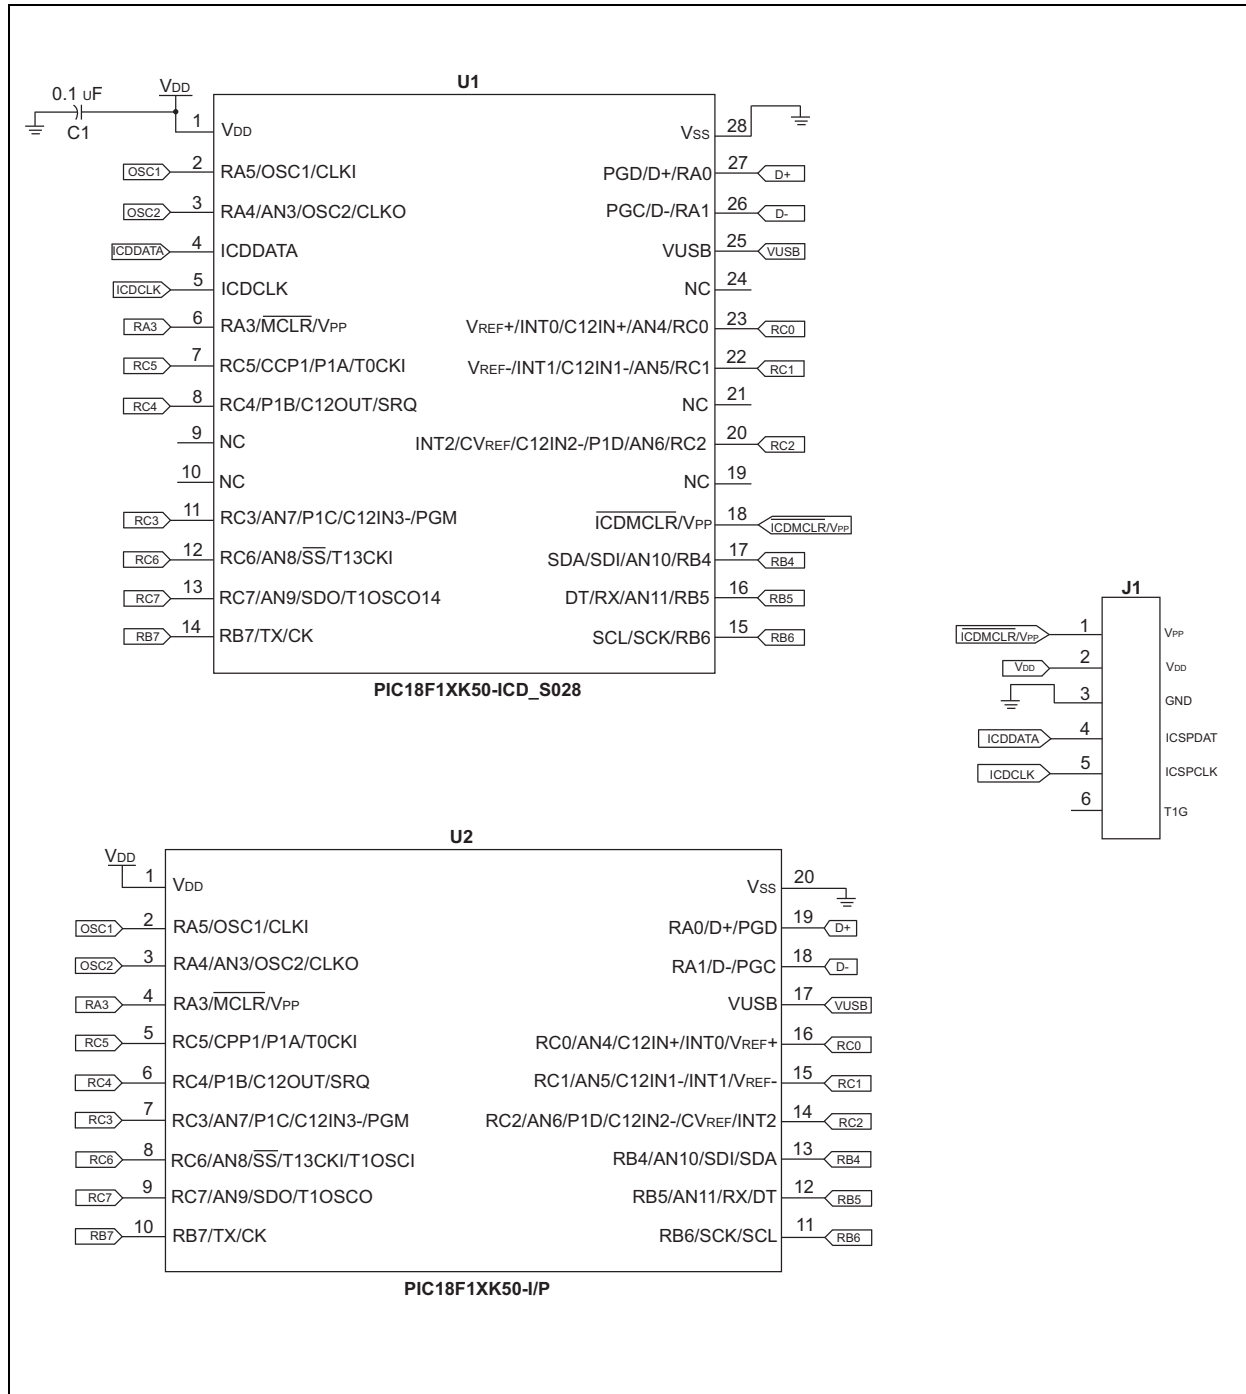 U1
0.1 uF
VDD
C1
1 VDD
VSS 28
OSC1 2 RA5/OSC1/CLKI
PGD/D+/RA0 27 D+
OSC2 3 RA4/AN3/OSC2/CLKO
PGC/D-/RA1 26 D-
ICDDATA 4 ICDDATA
VUSB 25 VUSB
ICDCLK 5 ICDCLK
NC 24
RA3 6 RA3/MCLR/VPP
VREF+/INT0/C12IN+/AN4/RC0 23 RC0
RC5 7 RC5/CCP1/P1A/T0CKI
VREF-/INT1/C12IN1-/AN5/RC1 22 RC1
RC4 8 RC4/P1B/C12OUT/SRQ
NC 21
9 NC
INT2/CVREF/C12IN2-/P1D/AN6/RC2 20 RC2
10 NC
NC 19
RC3 11 RC3/AN7/P1C/C12IN3-/PGM
ICDMCLR/VPP 18 ICDMCLR/VPP
RC6 12 RC6/AN8/SS/T13CKI
SDA/SDI/AN10/RB4 17 RB4
RC7 13 RC7/AN9/SDO/T1OSCO14
DT/RX/AN11/RB5 16 RB5
RB7 14 RB7/TX/CK
SCL/SCK/RB6 15 RB6
PIC18F1XK50-ICD_S028
J1
ICDMCLR/VPP 1 VPP
VDD 2 VDD
3 GND
ICDDATA 4 ICSPDAT
ICDCLK 5 ICSPCLK
6 T1G
U2
VDD
1 VDD
VSS 20
OSC1 2 RA5/OSC1/CLKI
RA0/D+/PGD 19 D+
OSC2 3 RA4/AN3/OSC2/CLKO
RA1/D-/PGC 18 D-
RA3 4 RA3/MCLR/VPP
VUSB 17 VUSB
RC5 5 RC5/CPP1/P1A/T0CKI
RC0/AN4/C12IN+/INT0/VREF+ 16 RC0
RC4 6 RC4/P1B/C12OUT/SRQ
RC1/AN5/C12IN1-/INT1/VREF- 15 RC1
RC3 7 RC3/AN7/P1C/C12IN3-/PGM
RC2/AN6/P1D/C12IN2-/CVREF/INT2 14 RC2
RC6 8 RC6/AN8/SS/T13CKI/T1OSCI
RB4/AN10/SDI/SDA 13 RB4
RC7 9 RC7/AN9/SDO/T1OSCO
RB5/AN11/RX/DT 12 RB5
RB7 10 RB7/TX/CK
RB6/SCK/SCL 11 RB6
PIC18F1XK50-I/P